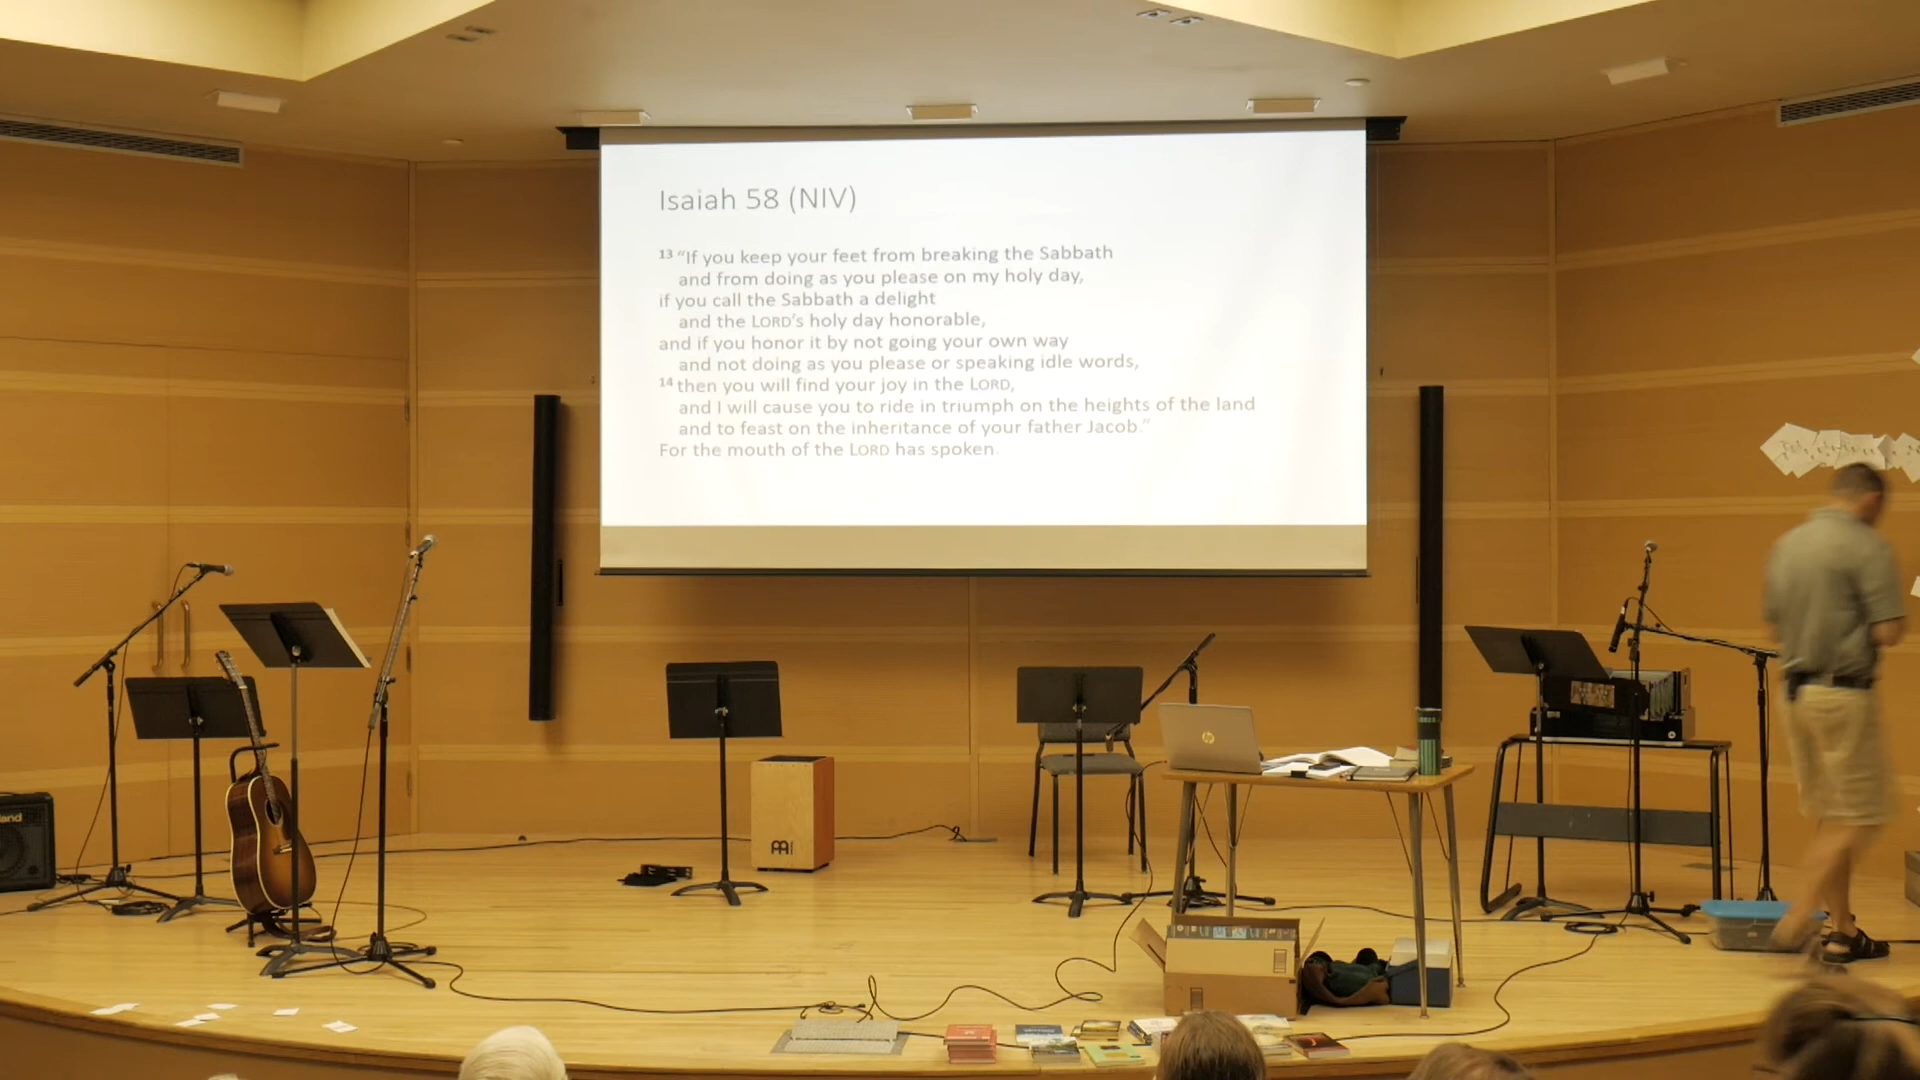 Isaiah 58 (NIV)
13 “If you keep your feet from breaking the Sabbath
and from doing as you please on my holy day,
if you call the Sabbath a delight
and the LORD’s holy day honorable,
and if you honor it by not going your own way
and not doing as you please or speaking idle words,
14 then you will find your joy in the LORD,
and I will cause you to ride in triumph on the heights of the land
and to feast on the inheritance of your father Jacob.”
For the mouth of the LORD has spoken.
hp